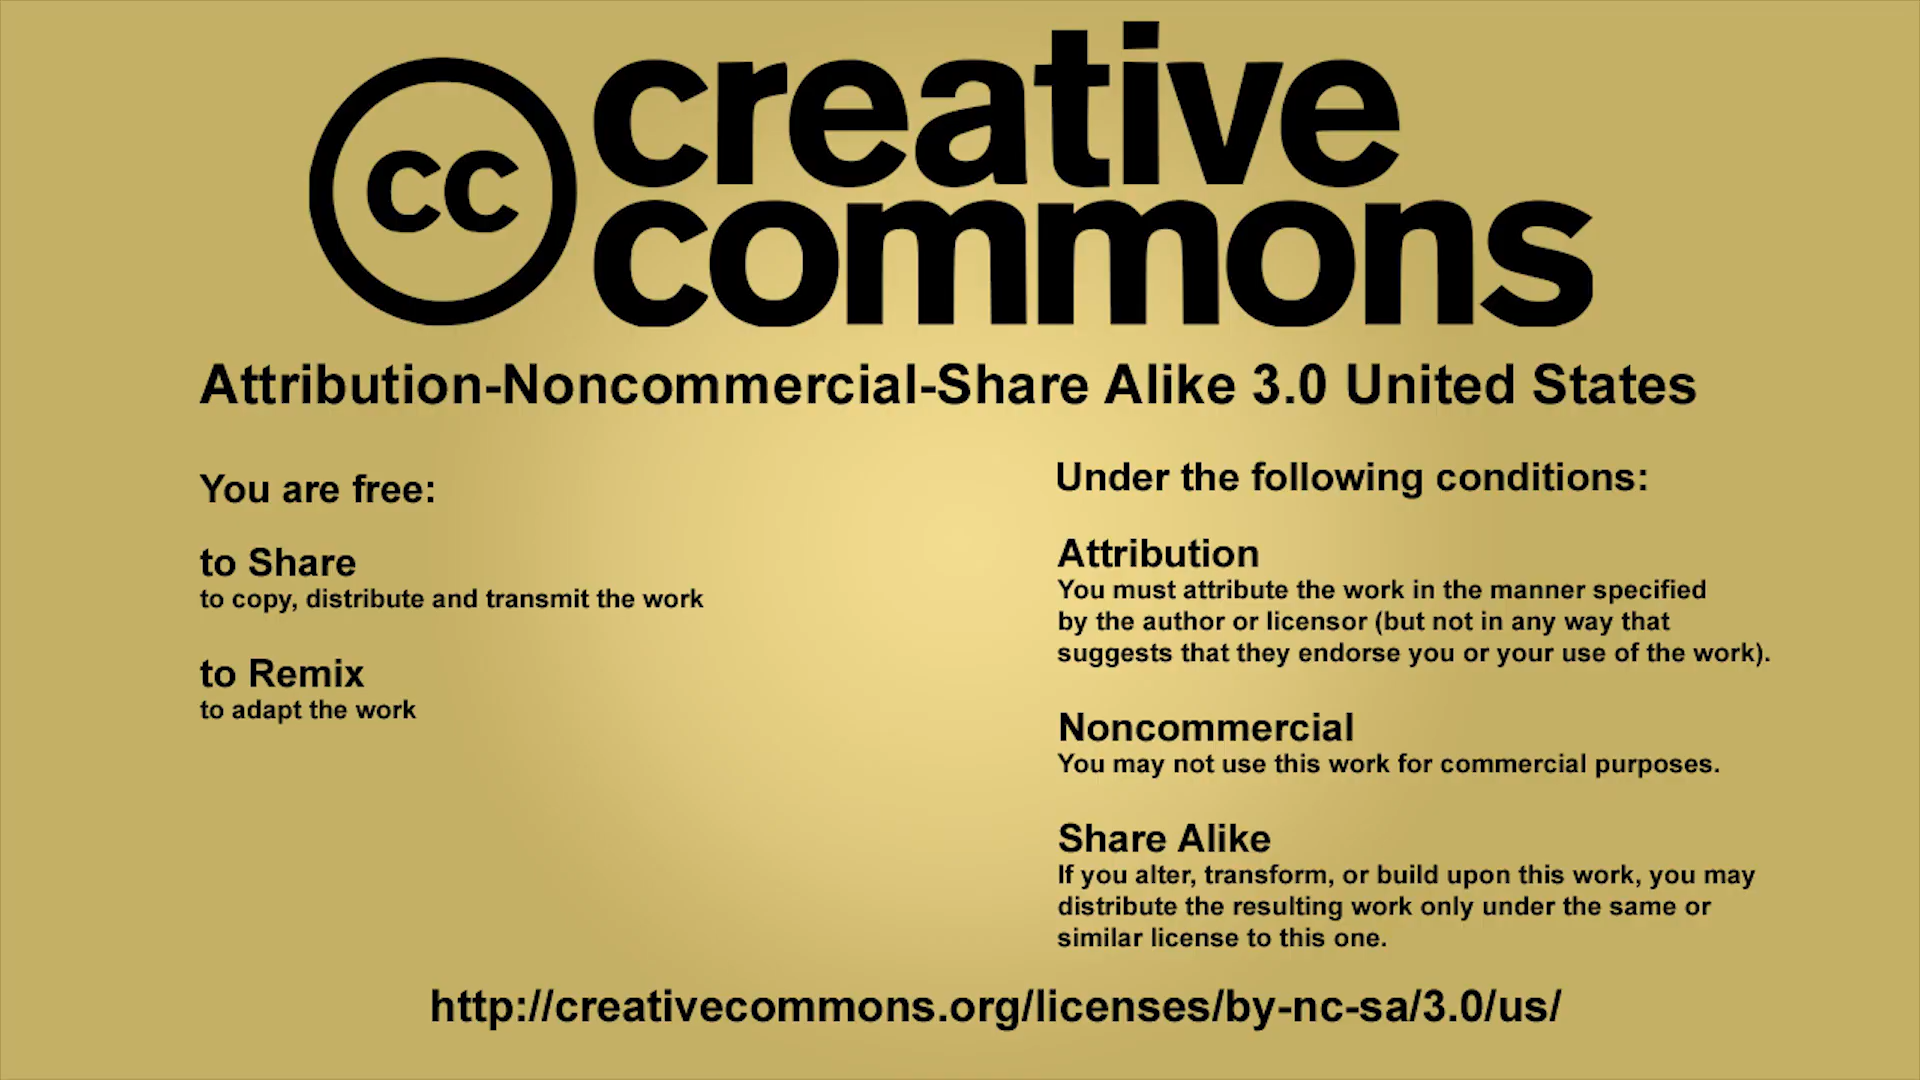 cc creative
commons
Attribution-Noncommercial-Share Alike 3.0 United States
You are free:
to Share
to copy, distribute and transmit the work
to Remix
to adapt the work
Under the following conditions:
Attribution
You must attribute the work in the manner specified
by the author or licensor (but not in any way that
suggests that they endorse you or your use of the work).
Noncommercial
You may not use this work for commercial purposes.
Share Alike
If you alter, transform, or build upon this work, you may
distribute the resulting work only under the same or
similar license to this one.
http://creativecommons.org/licenses/by-nc-sa/3.0/us/